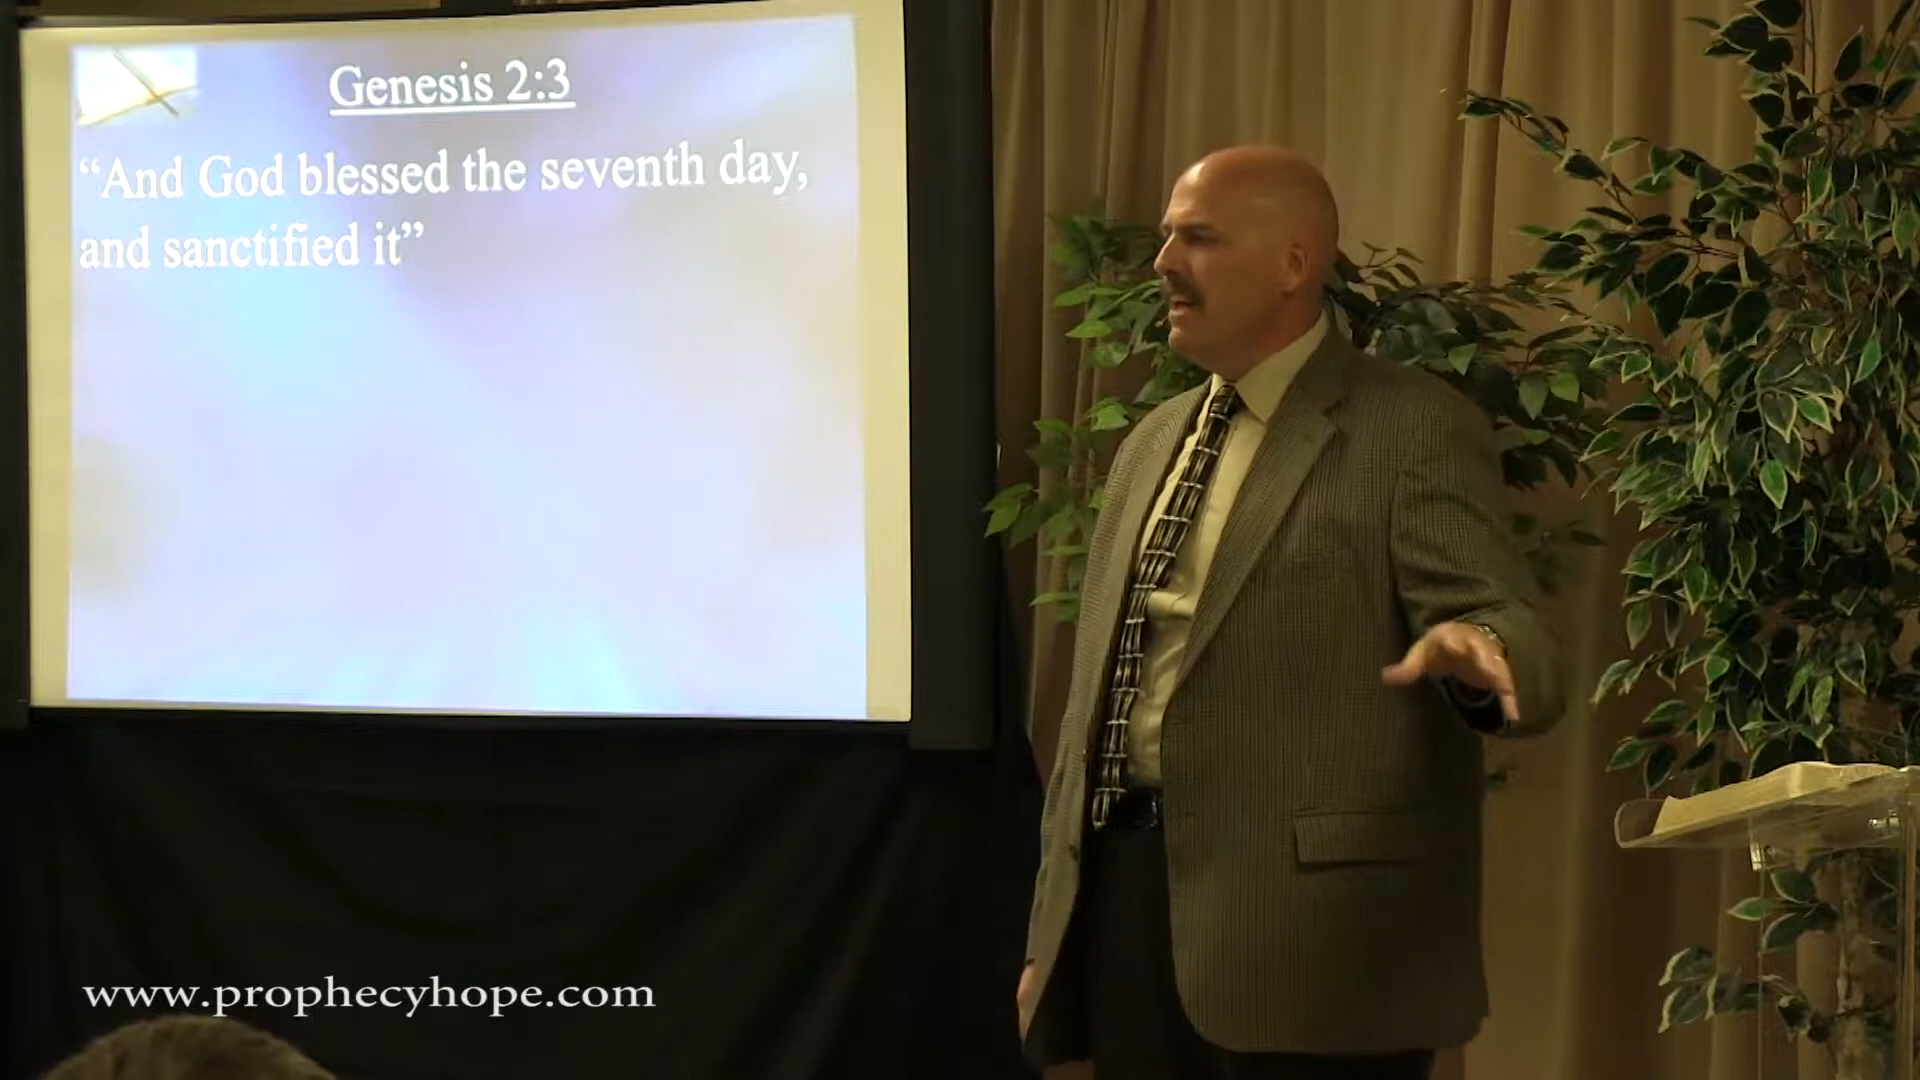 Genesis 2:3
“And God blessed the seventh day,
and sanctified it”
www.prophecyhope.com